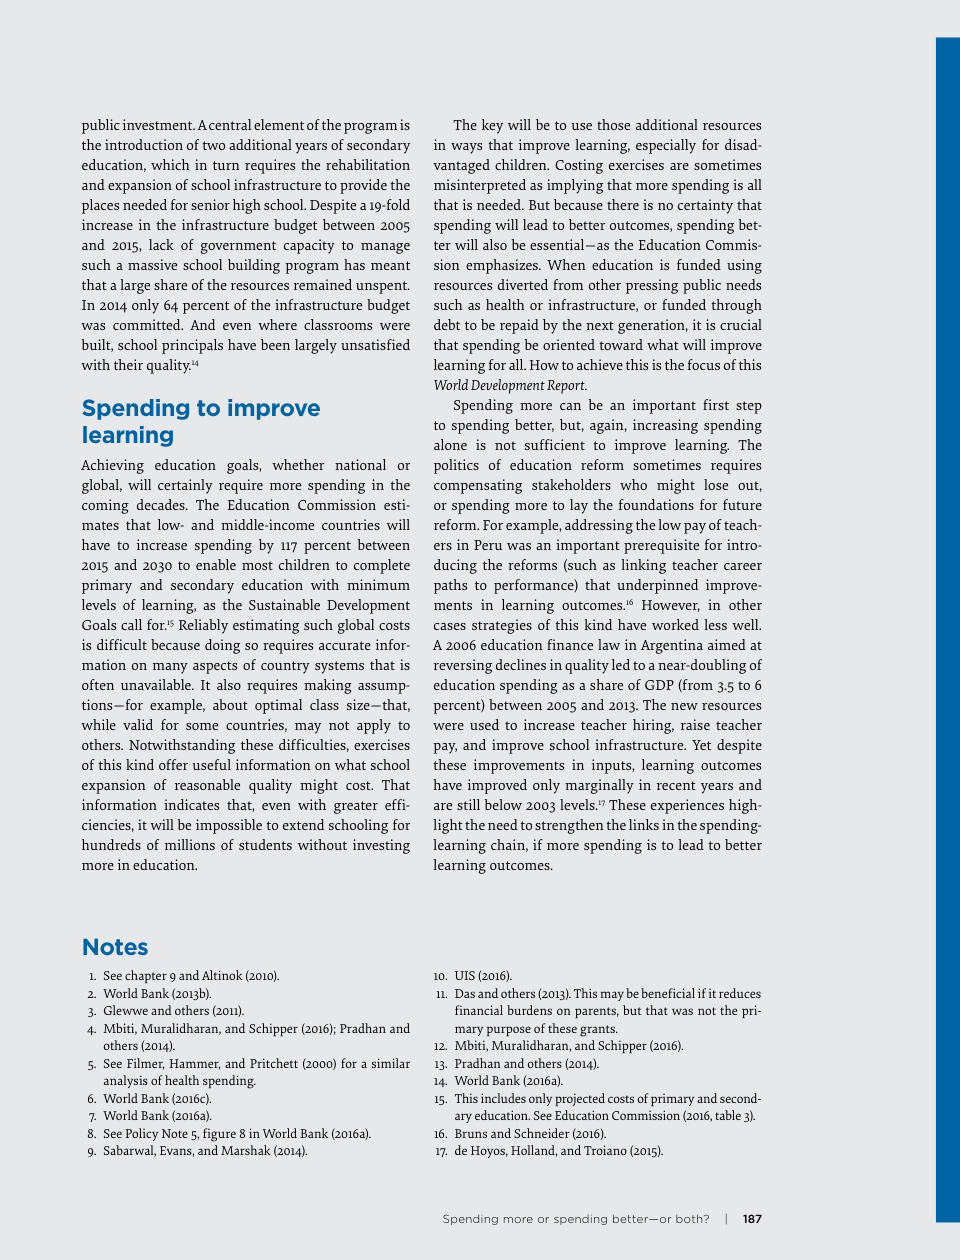 public investment. A central element of the program is
the introduction of two additional years of secondary
education, which in turn requires the rehabilitation
and expansion of school infrastructure to provide the
places needed for senior high school. Despite a 19-fold
increase in the infrastructure budget between 2005
and 2015, lack of government capacity to manage
such a massive school building program has meant
that a large share of the resources remained unspent.
In 2014 only 64 percent of the infrastructure budget
was committed. And even where classrooms were
built, school principals have been largely unsatisfied
with their quality.14
Spending to improve
learning
Achieving education goals, whether national or
global, will certainly require more spending in the
coming decades. The Education Commission esti-
mates that low- and middle-income countries will
have to increase spending by 117 percent between
2015 and 2030 to enable most children to complete
primary and secondary education with minimum
levels of learning, as the Sustainable Development
Goals call for.15 Reliably estimating such global costs
is difficult because doing so requires accurate infor-
mation on many aspects of country systems that is
often unavailable. It also requires making assump-
tions—for example, about optimal class size—that,
while valid for some countries, may not apply to
others. Notwithstanding these difficulties, exercises
of this kind offer useful information on what school
expansion of reasonable quality might cost. That
information indicates that, even with greater effi-
ciencies, it will be impossible to extend schooling for
hundreds of millions of students without investing
more in education.
The key will be to use those additional resources
in ways that improve learning, especially for disad-
vantaged children. Costing exercises are sometimes
misinterpreted as implying that more spending is all
that is needed. But because there is no certainty that
spending will lead to better outcomes, spending bet-
ter will also be essential—as the Education Commis-
sion emphasizes. When education is funded using
resources diverted from other pressing public needs
such as health or infrastructure, or funded through
debt to be repaid by the next generation, it is crucial
that spending be oriented toward what will improve
learning for all. How to achieve this is the focus of this
World Development Report.
Spending more can be an important first step
to spending better, but, again, increasing spending
alone is not sufficient to improve learning. The
politics of education reform sometimes requires
compensating stakeholders who might lose out,
or spending more to lay the foundations for future
reform. For example, addressing the low pay of teach-
ers in Peru was an important prerequisite for intro-
ducing the reforms (such as linking teacher career
paths to performance) that underpinned improve-
ments in learning outcomes.16 However, in other
cases strategies of this kind have worked less well.
A 2006 education finance law in Argentina aimed at
reversing declines in quality led to a near-doubling of
education spending as a share of GDP (from 3.5 to 6
percent) between 2005 and 2013. The new resources
were used to increase teacher hiring, raise teacher
pay, and improve school infrastructure. Yet despite
these improvements in inputs, learning outcomes
have improved only marginally in recent years and
are still below 2003 levels.17 These experiences high-
light the need to strengthen the links in the spending-
learning chain, if more spending is to lead to better
learning outcomes.
Notes
1. See chapter 9 and Altinok (2010).
2. World Bank (2013b).
3. Glewwe and others (2011).
4. Mbiti, Muralidharan, and Schipper (2016); Pradhan and
others (2014).
5. See Filmer, Hammer, and Pritchett (2000) for a similar
analysis of health spending.
6. World Bank (2016c).
7. World Bank (2016a).
8. See Policy Note 5, figure 8 in World Bank (2016a).
9. Sabarwal, Evans, and Marshak (2014).
10. UIS (2016).
11. Das and others (2013). This may be beneficial if it reduces
financial burdens on parents, but that was not the pri-
mary purpose of these grants.
12. Mbiti, Muralidharan, and Schipper (2016).
13. Pradhan and others (2014).
14. World Bank (2016a).
15. This includes only projected costs of primary and second-
ary education. See Education Commission (2016, table 3).
16. Bruns and Schneider (2016).
17. de Hoyos, Holland, and Troiano (2015).
Spending more or spending better—or both? | 187